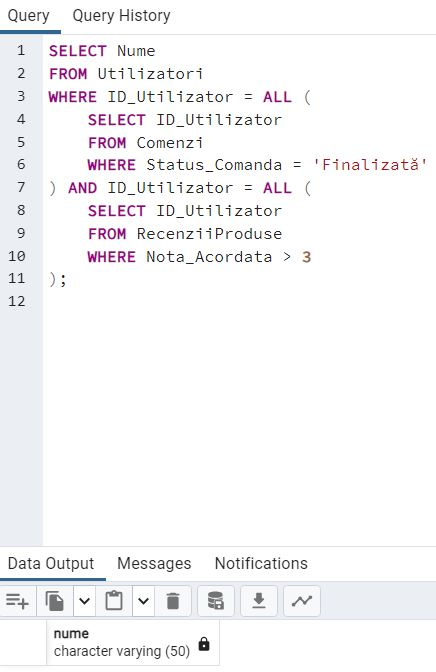 Query Query History
1 SELECT Nume
2 FROM Utilizatori
3 WHERE ID_Utilizator = ALL (
4 SELECT ID_Utilizator
5 FROM Comenzi
6 WHERE Status_Comanda = 'Finalizată'
7 ) AND ID_Utilizator = ALL (
8 SELECT ID_Utilizator
9 FROM RecenziiProduse
10 WHERE Nota_Acordata > 3
11 );
12
Data Output Messages Notifications
nume
character varying (50)